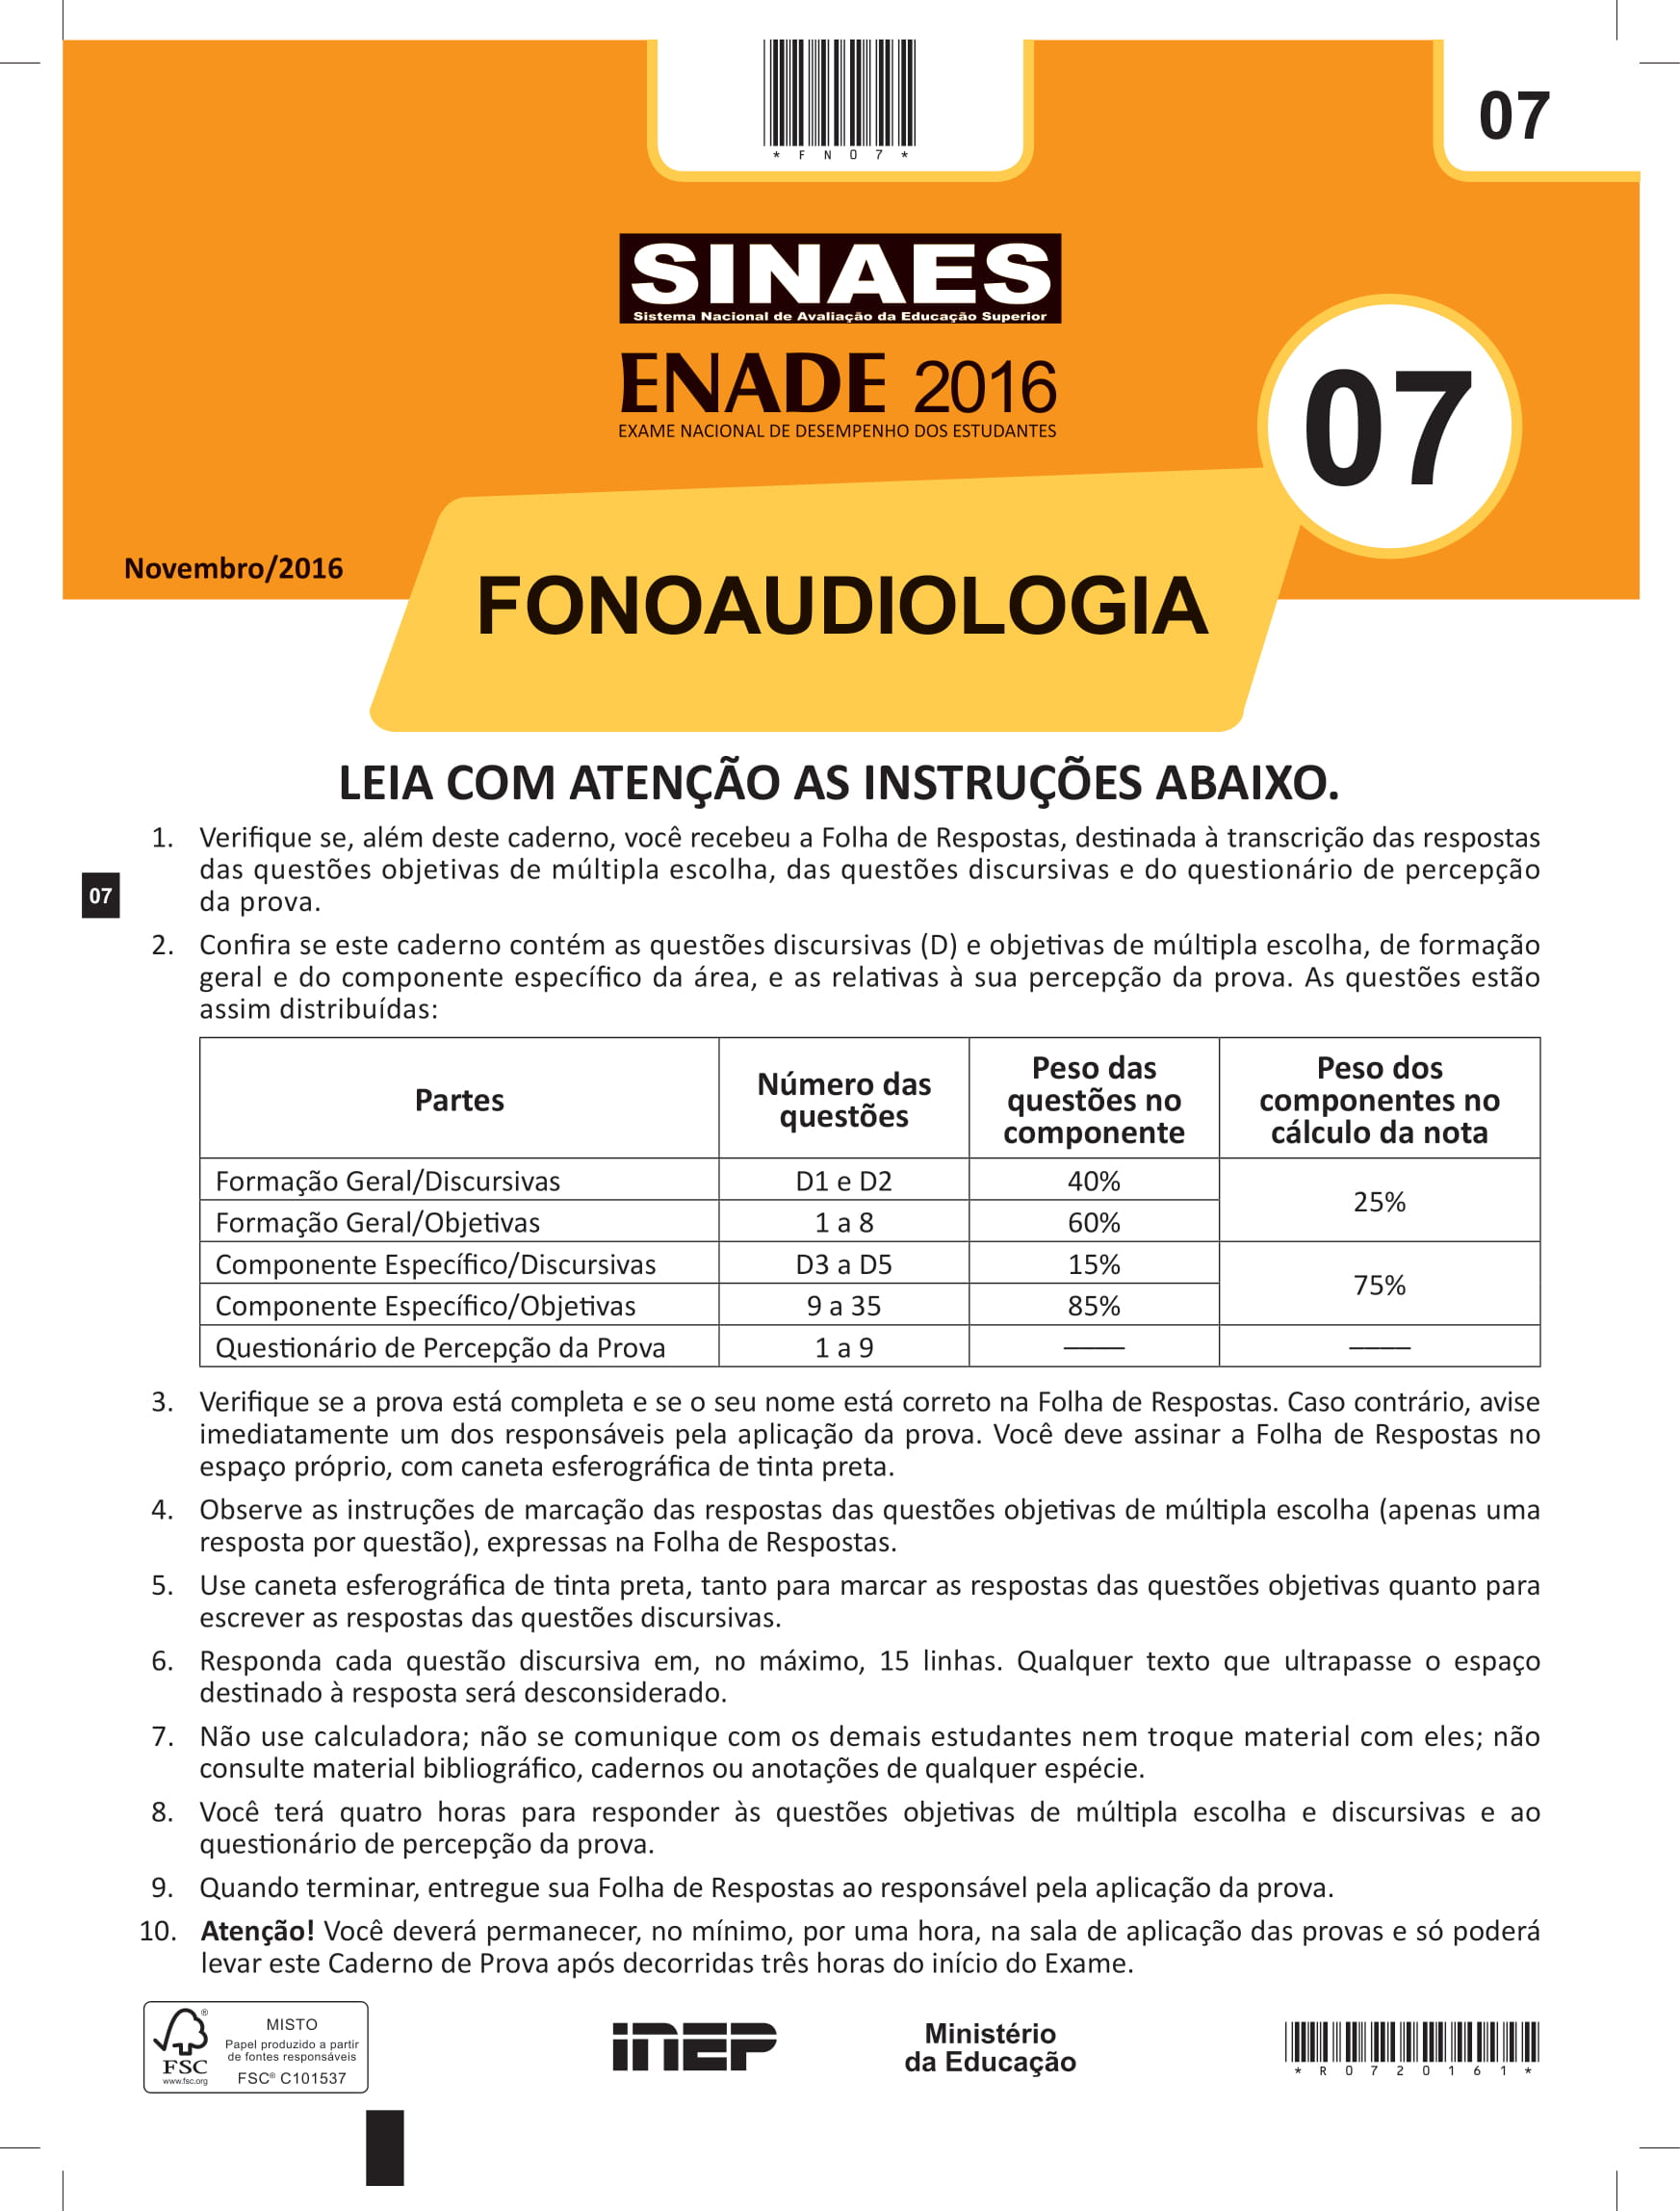 *FN07*
07
SINAES
Sistema Nacional de Avaliação da Educação Superior
ENADE 2016
EXAME NACIONAL DE DESEMPENHO DOS ESTUDANTES
07
Novembro/2016
FONOAUDIOLOGIA
LEIA COM ATENÇÃO AS INSTRUÇÕES ABAIXO.
1. Verifique se, além deste caderno, você recebeu a Folha de Respostas, destinada à transcrição das respostas
das questões objetivas de múltipla escolha, das questões discursivas e do questionário de percepção
da prova.
07
2. Confira se este caderno contém as questões discursivas (D) e objetivas de múltipla escolha, de formação
geral e do componente específico da área, e as relativas à sua percepção da prova. As questões estão
assim distribuídas:
Partes
Número das
questões
Peso das
questões no
componente
Peso dos
componentes no
cálculo da nota
Formação Geral/Discursivas D1 e D2 40%
25%
Formação Geral/Objetivas 1 a 8 60%
Componente Específico/Discursivas D3 a D5 15%
75%
Componente Específico/Objetivas 9 a 35 85%
Questionário de Percepção da Prova 1 a 9 —— ——
3. Verifique se a prova está completa e se o seu nome está correto na Folha de Respostas. Caso contrário, avise
imediatamente um dos responsáveis pela aplicação da prova. Você deve assinar a Folha de Respostas no
espaço próprio, com caneta esferográfica de tinta preta.
4. Observe as instruções de marcação das respostas das questões objetivas de múltipla escolha (apenas uma
resposta por questão), expressas na Folha de Respostas.
5. Use caneta esferográfica de tinta preta, tanto para marcar as respostas das questões objetivas quanto para
escrever as respostas das questões discursivas.
6. Responda cada questão discursiva em, no máximo, 15 linhas. Qualquer texto que ultrapasse o espaço
destinado à resposta será desconsiderado.
7. Não use calculadora; não se comunique com os demais estudantes nem troque material com eles; não
consulte material bibliográfico, cadernos ou anotações de qualquer espécie.
8. Você terá quatro horas para responder às questões objetivas de múltipla escolha e discursivas e ao
questionário de percepção da prova.
9. Quando terminar, entregue sua Folha de Respostas ao responsável pela aplicação da prova.
10. Atenção! Você deverá permanecer, no mínimo, por uma hora, na sala de aplicação das provas e só poderá
levar este Caderno de Prova após decorridas três horas do início do Exame.
®
FSC
www.fsc.org
MISTO
Papel produzido a partir
de fontes responsáveis
FSC® C101537
INEP
Ministério
da Educação
*R0720161*